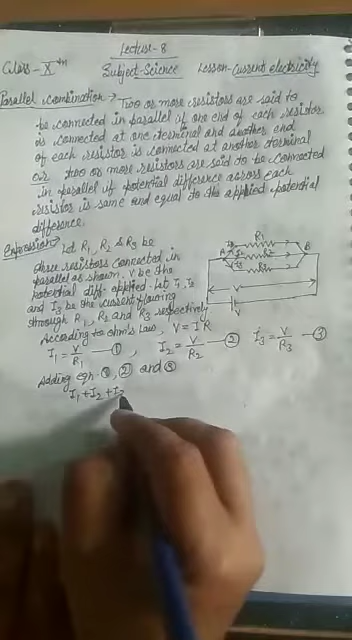 Lecture-8
Class-Xth Subject-Science Lesson-Current electricity
Parallel combination → Two or more resistors are said to
be connected in parallel if one end of each resistor
is connected at one terminal and another end
of each resistor is connected at another terminal
or two or more resistors are said to be connected
in parallel if potential difference across each
resistor is same and equal to the applied potential
difference.
Expression → Let R1, R2 & R3 be
three resistors connected in
parallel as shown. V be the
potential diff. applied. Let I1, I2
and I3 be the current flowing
through R1, R2 and R3 respectively
A I1 R1 B
I2 R2
I3 R3
V
V
According to ohm's Law, V = IR
I1 = V/R1 — ①, I2 = V/R2 — ② I3 = V/R3 — ③
Adding eqn ①, ② and ③
I1 + I2 + I3